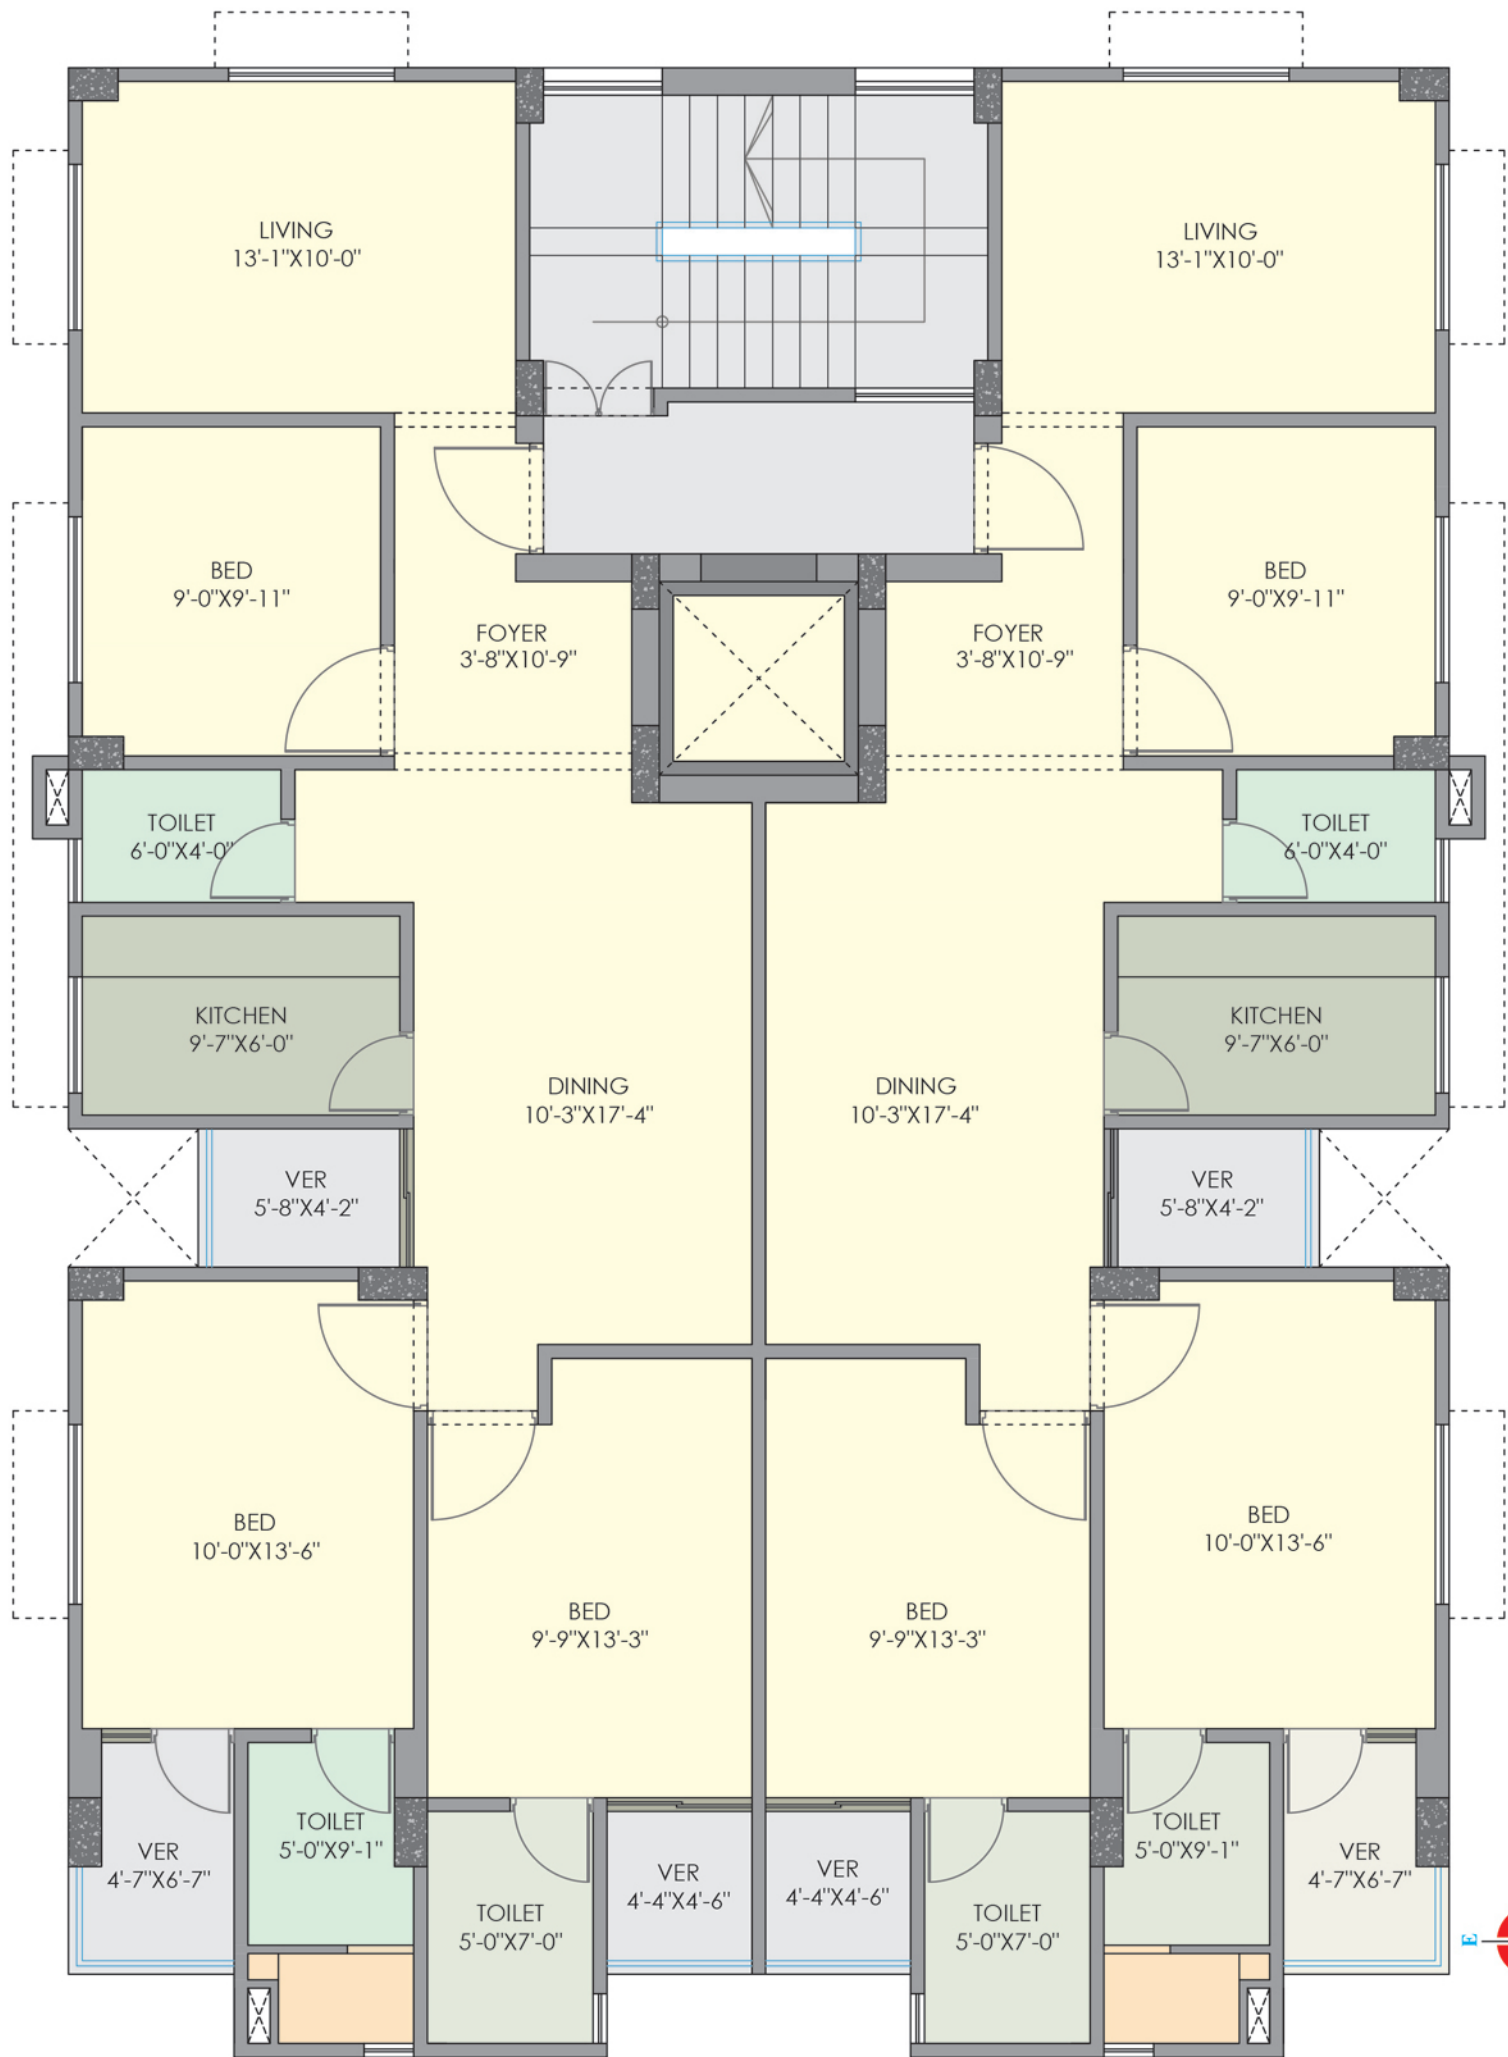 LIVING
13'-1"X10'-0"
LIVING
13'-1"X10'-0"
BED
9'-0"X9'-11"
BED
9'-0"X9'-11"
FOYER
3'-8"X10'-9"
FOYER
3'-8"X10'-9"
TOILET
6'-0"X4'-0"
TOILET
6'-0"X4'-0"
KITCHEN
9'-7"X6'-0"
KITCHEN
9'-7"X6'-0"
DINING
10'-3"X17'-4"
DINING
10'-3"X17'-4"
VER
5'-8"X4'-2"
VER
5'-8"X4'-2"
BED
10'-0"X13'-6"
BED
10'-0"X13'-6"
BED
9'-9"X13'-3"
BED
9'-9"X13'-3"
VER
4'-7"X6'-7"
TOILET
5'-0"X9'-1"
TOILET
5'-0"X7'-0"
VER
4'-4"X4'-6"
VER
4'-4"X4'-6"
TOILET
5'-0"X7'-0"
TOILET
5'-0"X9'-1"
VER
4'-7"X6'-7"
E